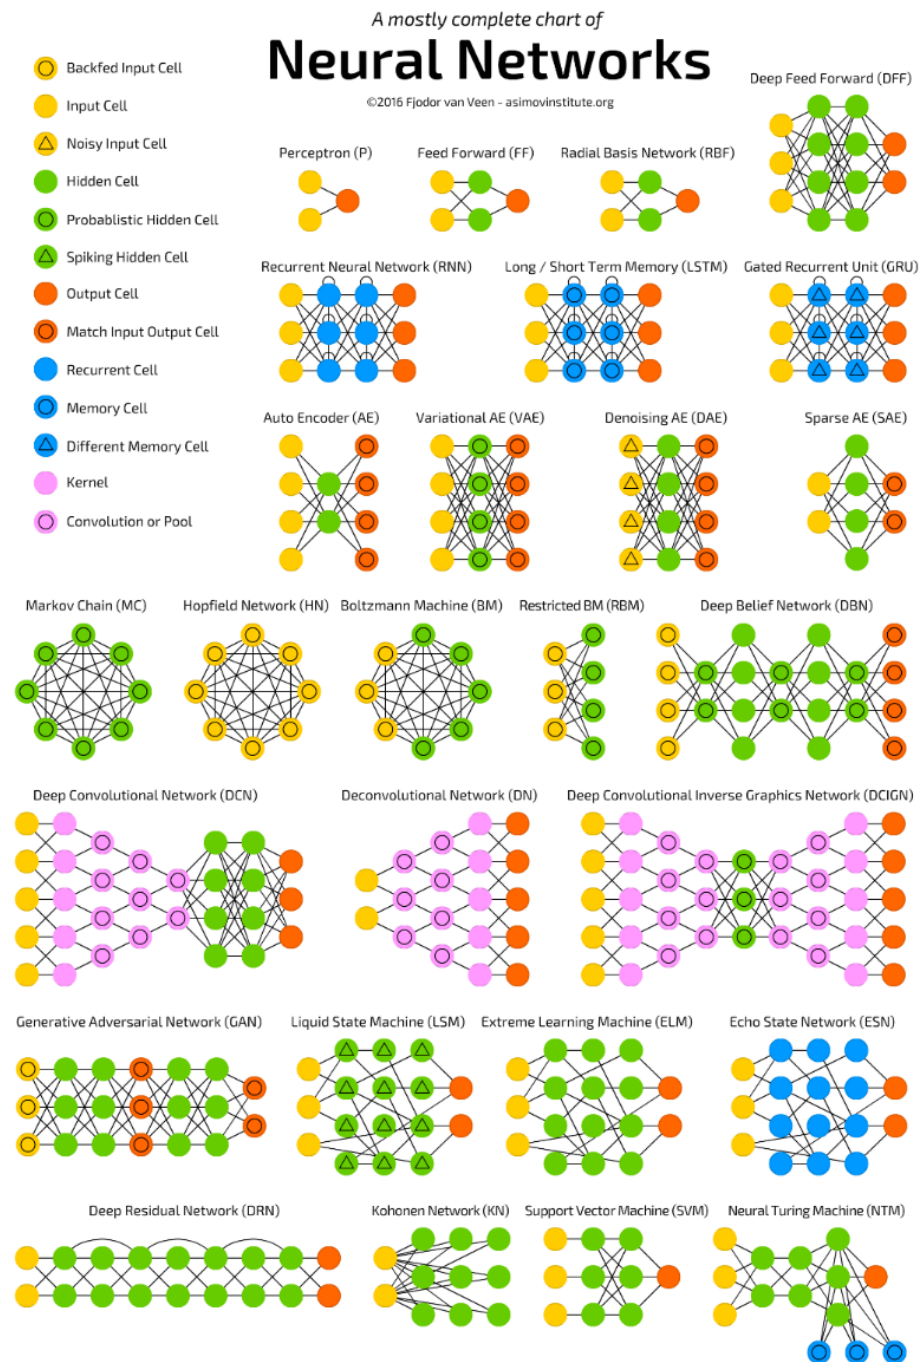 A mostly complete chart of
Neural Networks
©2016 Fjodor van Veen - asimovinstitute.org
Backfed Input Cell
Input Cell
Noisy Input Cell
Hidden Cell
Probablistic Hidden Cell
Spiking Hidden Cell
Output Cell
Match Input Output Cell
Recurrent Cell
Memory Cell
Different Memory Cell
Kernel
Convolution or Pool
Deep Feed Forward (DFF)
Perceptron (P)
Feed Forward (FF)
Radial Basis Network (RBF)
Recurrent Neural Network (RNN)
Long / Short Term Memory (LSTM)
Gated Recurrent Unit (GRU)
Auto Encoder (AE)
Variational AE (VAE)
Denoising AE (DAE)
Sparse AE (SAE)
Markov Chain (MC)
Hopfield Network (HN)
Boltzmann Machine (BM)
Restricted BM (RBM)
Deep Belief Network (DBN)
Deep Convolutional Network (DCN)
Deconvolutional Network (DN)
Deep Convolutional Inverse Graphics Network (DCIGN)
Generative Adversarial Network (GAN)
Liquid State Machine (LSM)
Extreme Learning Machine (ELM)
Echo State Network (ESN)
Deep Residual Network (DRN)
Kohonen Network (KN)
Support Vector Machine (SVM)
Neural Turing Machine (NTM)